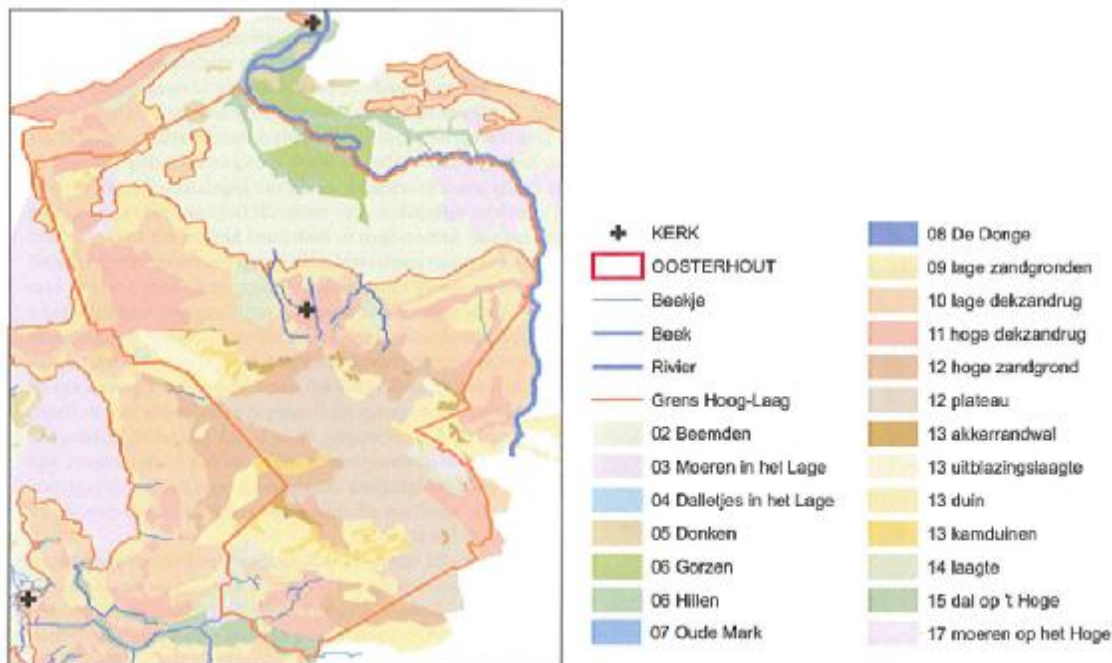 KERK
OOSTERHOUT
Beekje
Beek
Rivier
Grens Hoog-Laag
02 Beemden
03 Moeren in het Lage
04 Dalletjes in het Lage
05 Donken
06 Gorzen
06 Hillen
07 Oude Mark
08 De Donge
09 lage zandgronden
10 lage dekzandrug
11 hoge dekzandrug
12 hoge zandgrond
12 plateau
13 akkerrandwal
13 uitblazingslaagte
13 duin
13 kamduinen
14 laagte
15 dal op 't Hoge
17 moeren op het Hoge